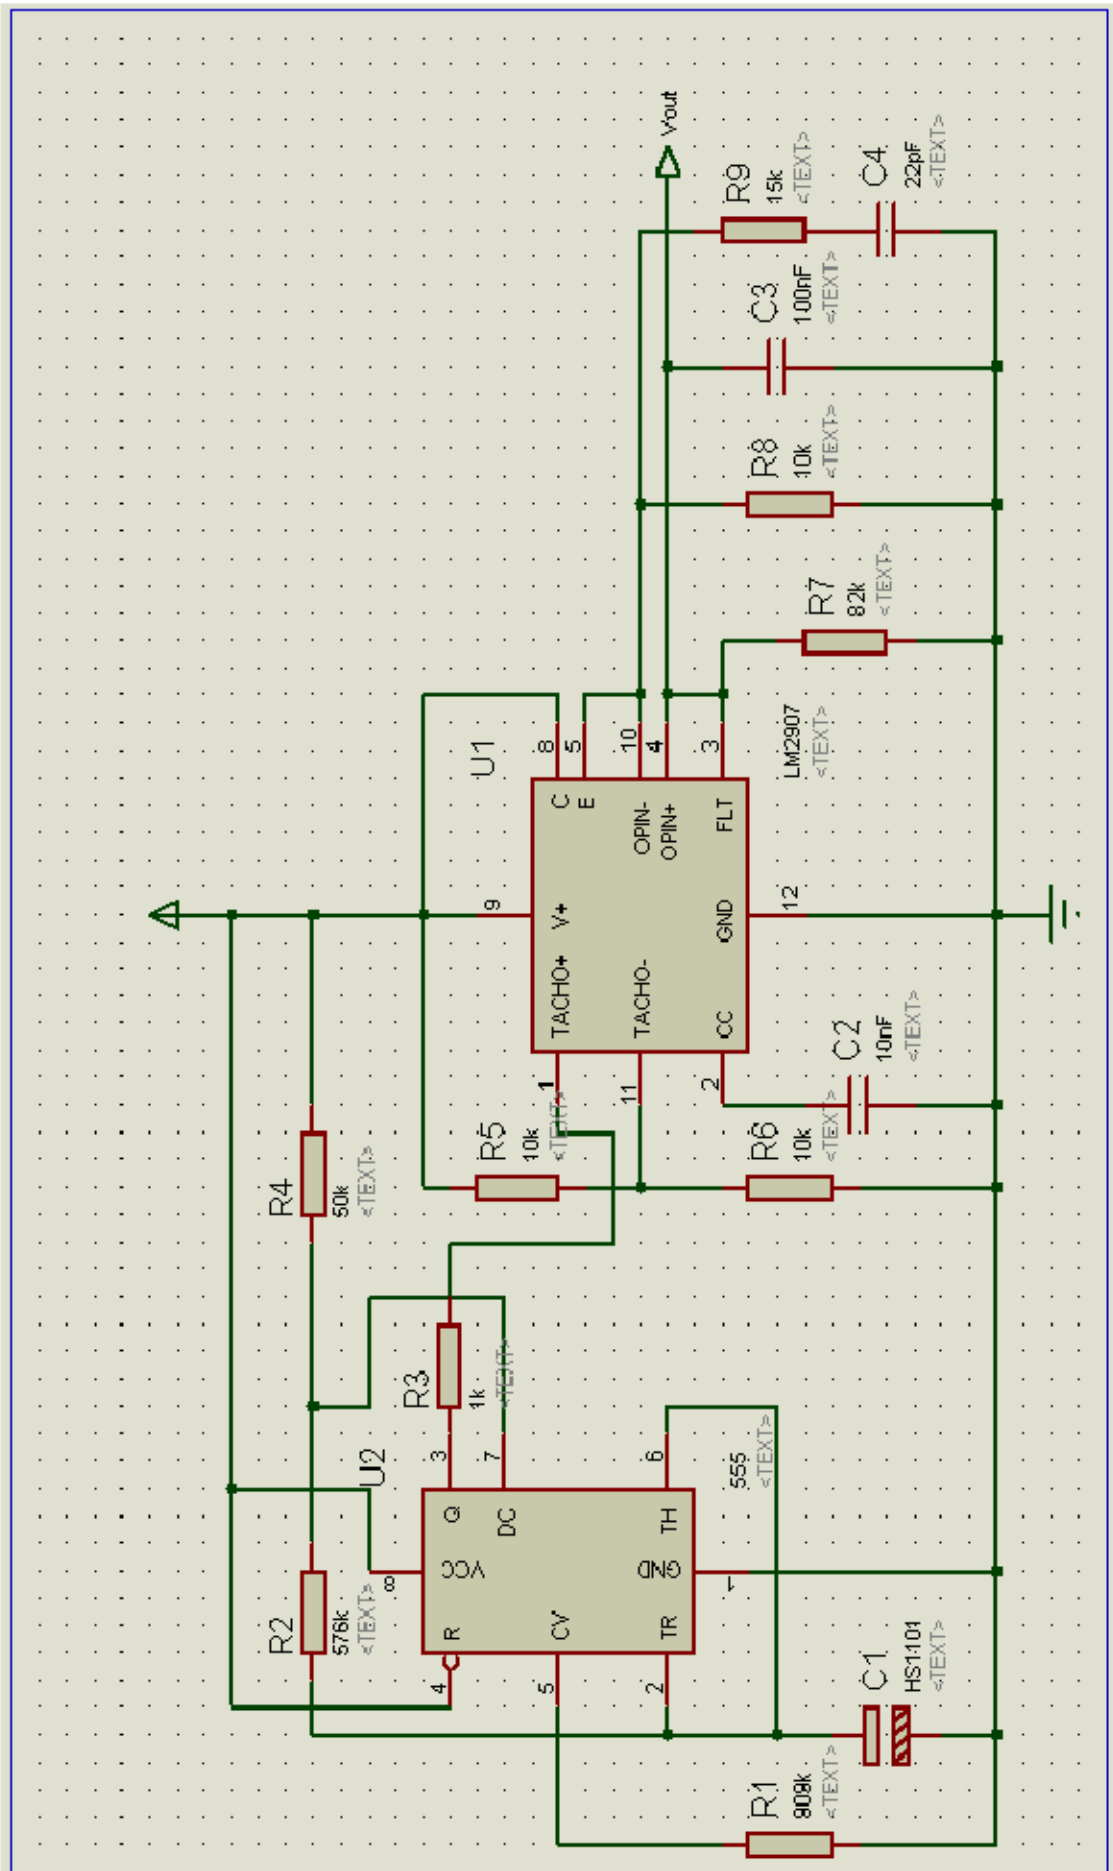 R1
909k
<TEXT>
C1
HS1101
<TEXT>
R2
576k
<TEXT>
U2
555
<TEXT>
R
CV
TR
VCC
GND
Q
DC
TH
4
5
2
8
1
3
7
6
R3
1k
<TEXT>
R4
50k
<TEXT>
R5
10k
<TEXT>
R6
10k
<TEXT>
C2
10nF
<TEXT>
U1
LM2907
<TEXT>
TACHO+
TACHO-
CC
V+
GND
C
E
OPIN-
OPIN+
FLT
1
11
2
9
12
8
5
10
4
3
R7
82k
<TEXT>
R8
10k
<TEXT>
C3
100nF
<TEXT>
R9
15k
<TEXT>
C4
22pF
<TEXT>
Vout